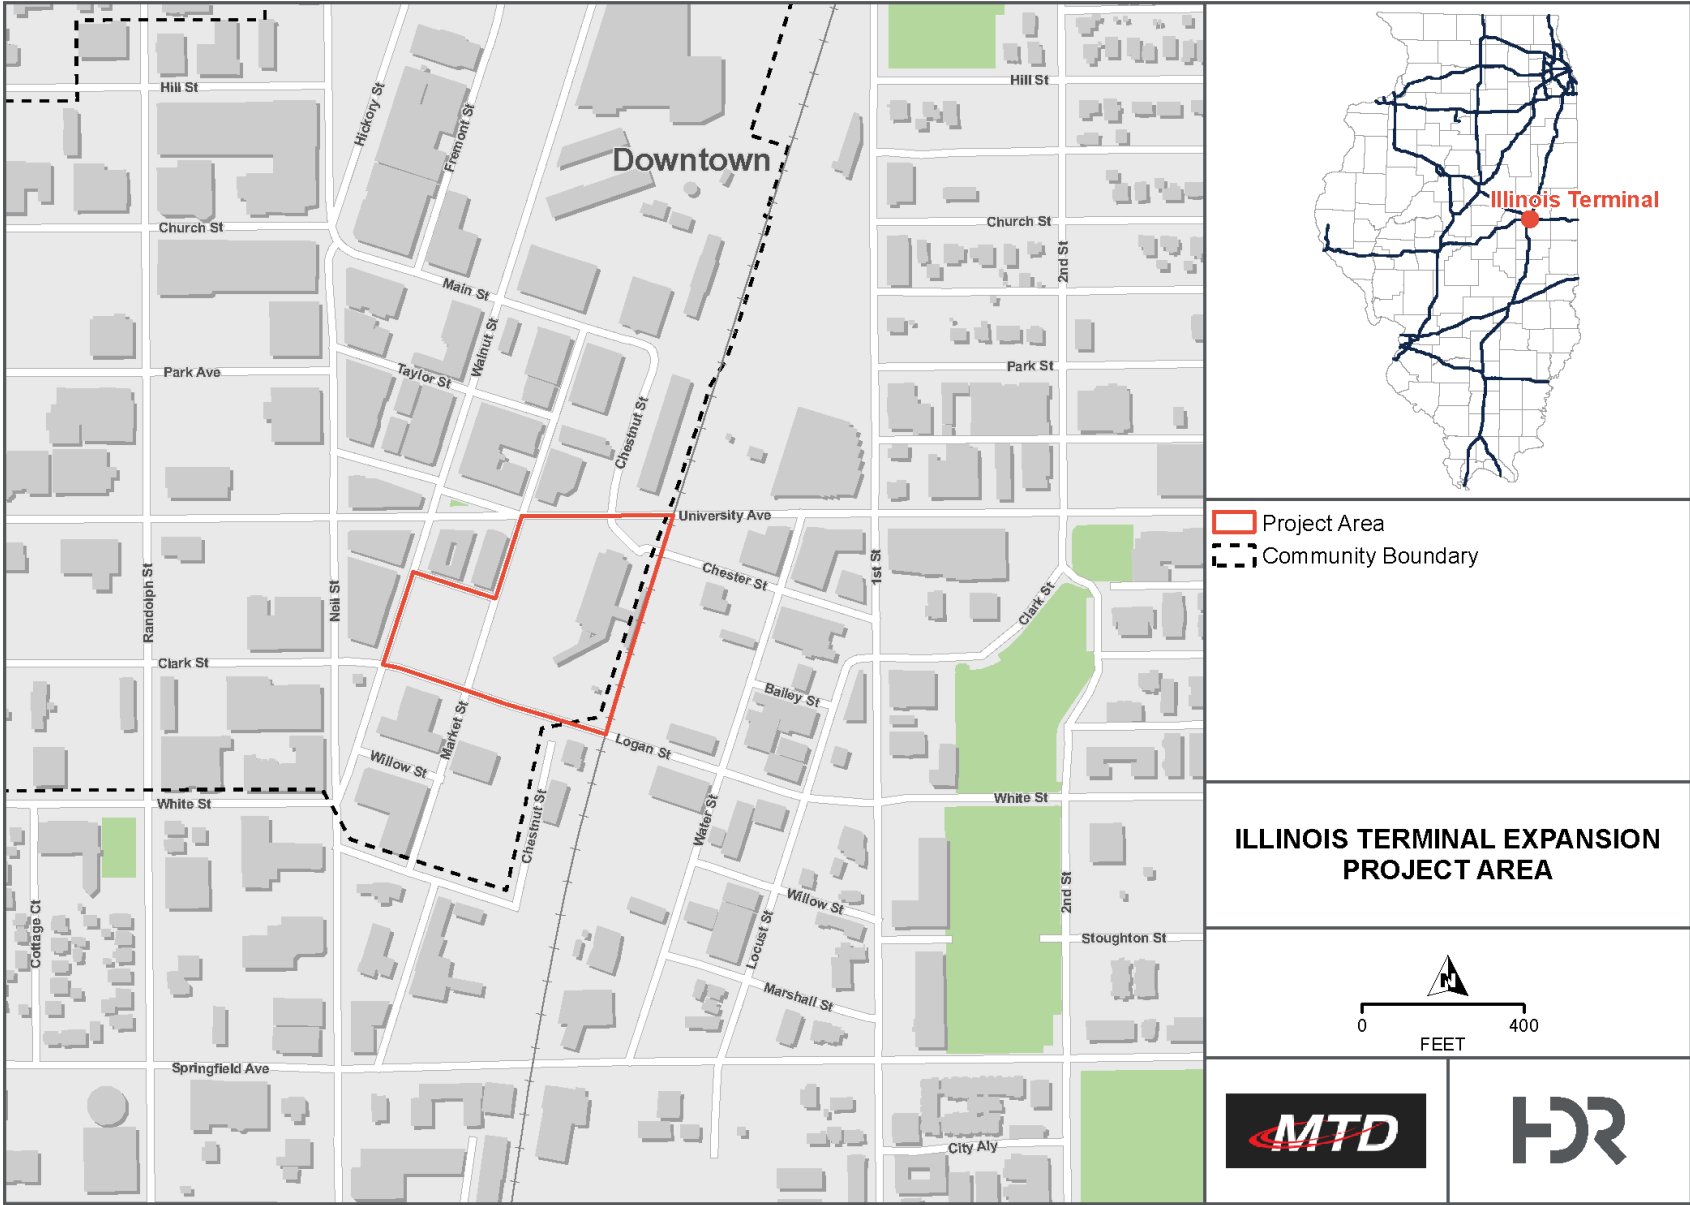 Hill St
Hickory St
Fremont St
Downtown
Hill St
Church St
Church St
2nd St
Main St
Walnut St
Taylor St
Park Ave
Park St
Chestnut St
University Ave
Chester St
1st St
Clark St
Randolph St
Neil St
Clark St
Bailey St
Market St
Logan St
Willow St
White St
White St
Chestnut St
Water St
Willow St
2nd St
Cottage Ct
Locust St
Stoughton St
Marshall St
Springfield Ave
City Aly
Illinois Terminal
Project Area
Community Boundary
ILLINOIS TERMINAL EXPANSION
PROJECT AREA
N
0 400
FEET
MTD
HDR